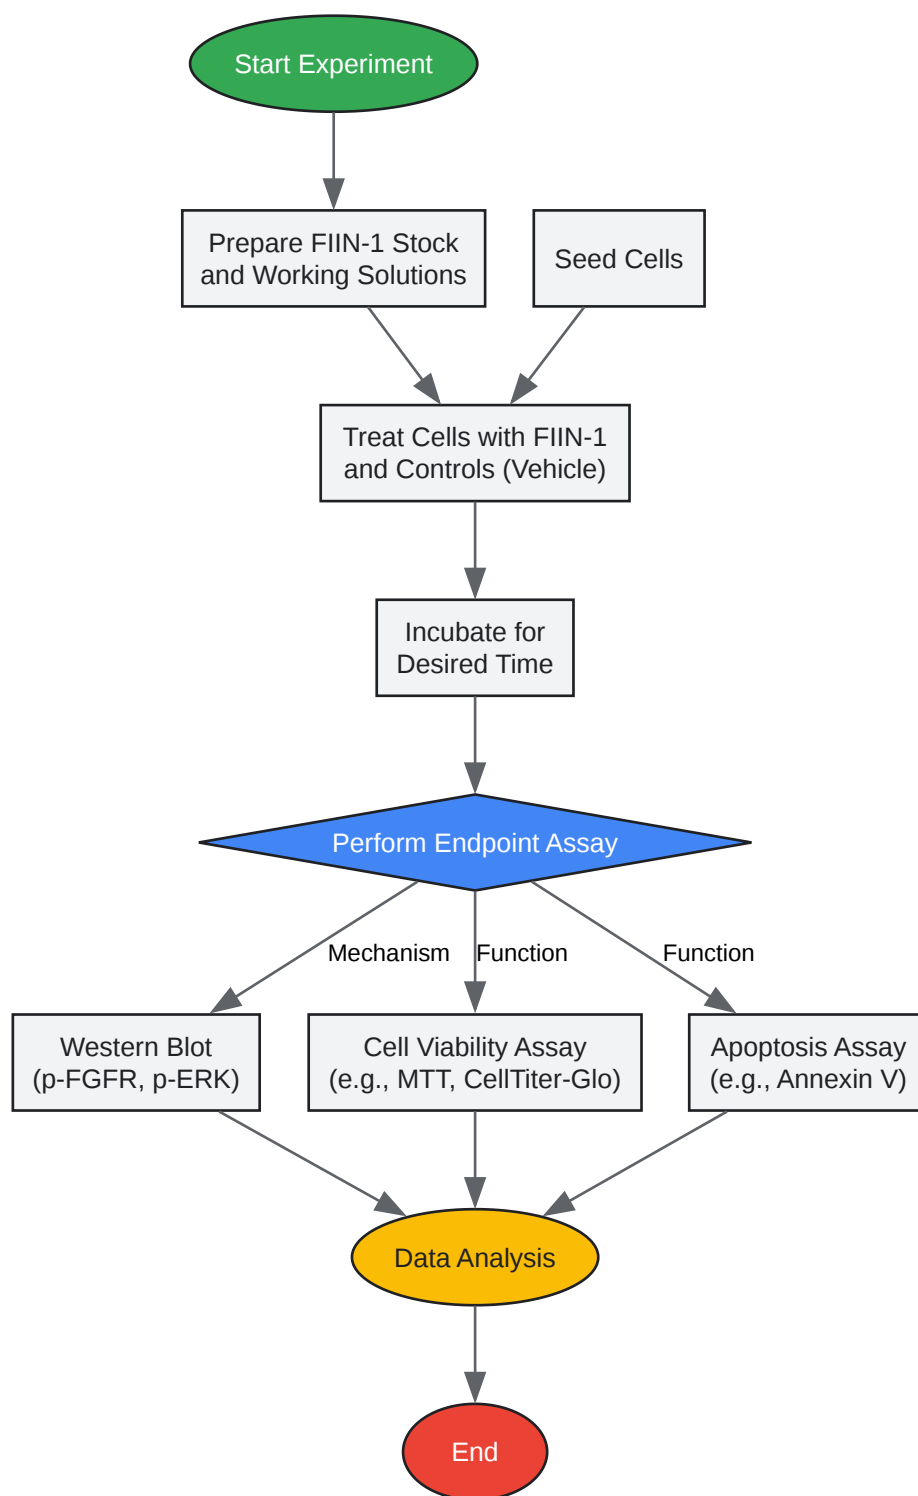 Start Experiment
Prepare FIIN-1 Stock
and Working Solutions
Seed Cells
Treat Cells with FIIN-1
and Controls (Vehicle)
Incubate for
Desired Time
Perform Endpoint Assay
Mechanism
Function
Function
Western Blot
(p-FGFR, p-ERK)
Cell Viability Assay
(e.g., MTT, CellTiter-Glo)
Apoptosis Assay
(e.g., Annexin V)
Data Analysis
End